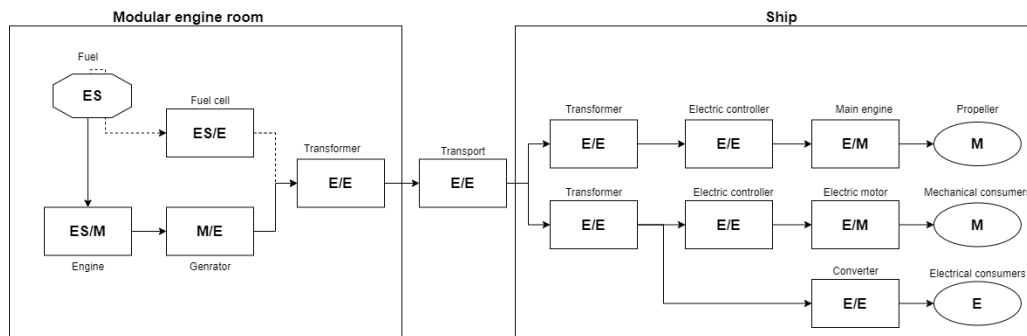 Modular engine room
Ship
Fuel
ES
Fuel cell
ES/E
Transformer
E/E
Transport
E/E
ES/M
Engine
M/E
Genrator
Transformer
E/E
Electric controller
E/E
Main engine
E/M
Propeller
M
Transformer
E/E
Electric controller
E/E
Electric motor
E/M
Mechanical consumers
M
Converter
E/E
Electrical consumers
E